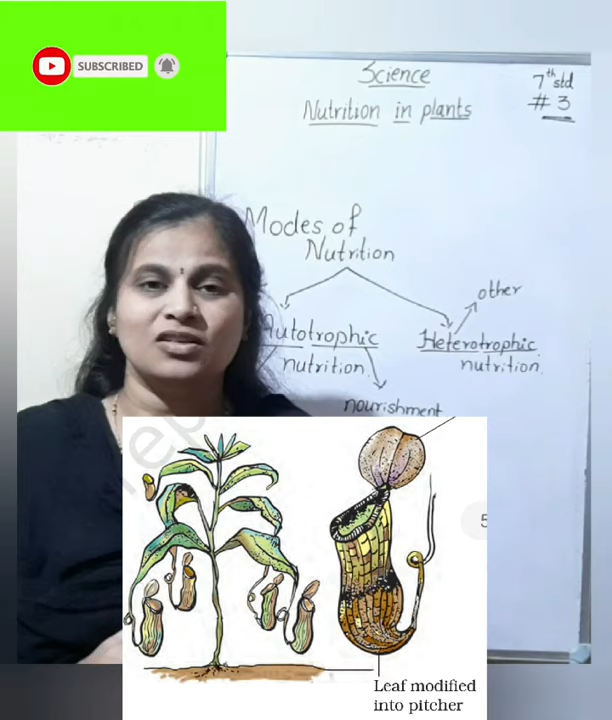 SUBSCRIBED
Science
7th std
# 3
Nutrition in plants
Modes of
Nutrition
other
Autotrophic
nutrition
Heterotrophic
nutrition
nourishment
Leaf modified
into pitcher